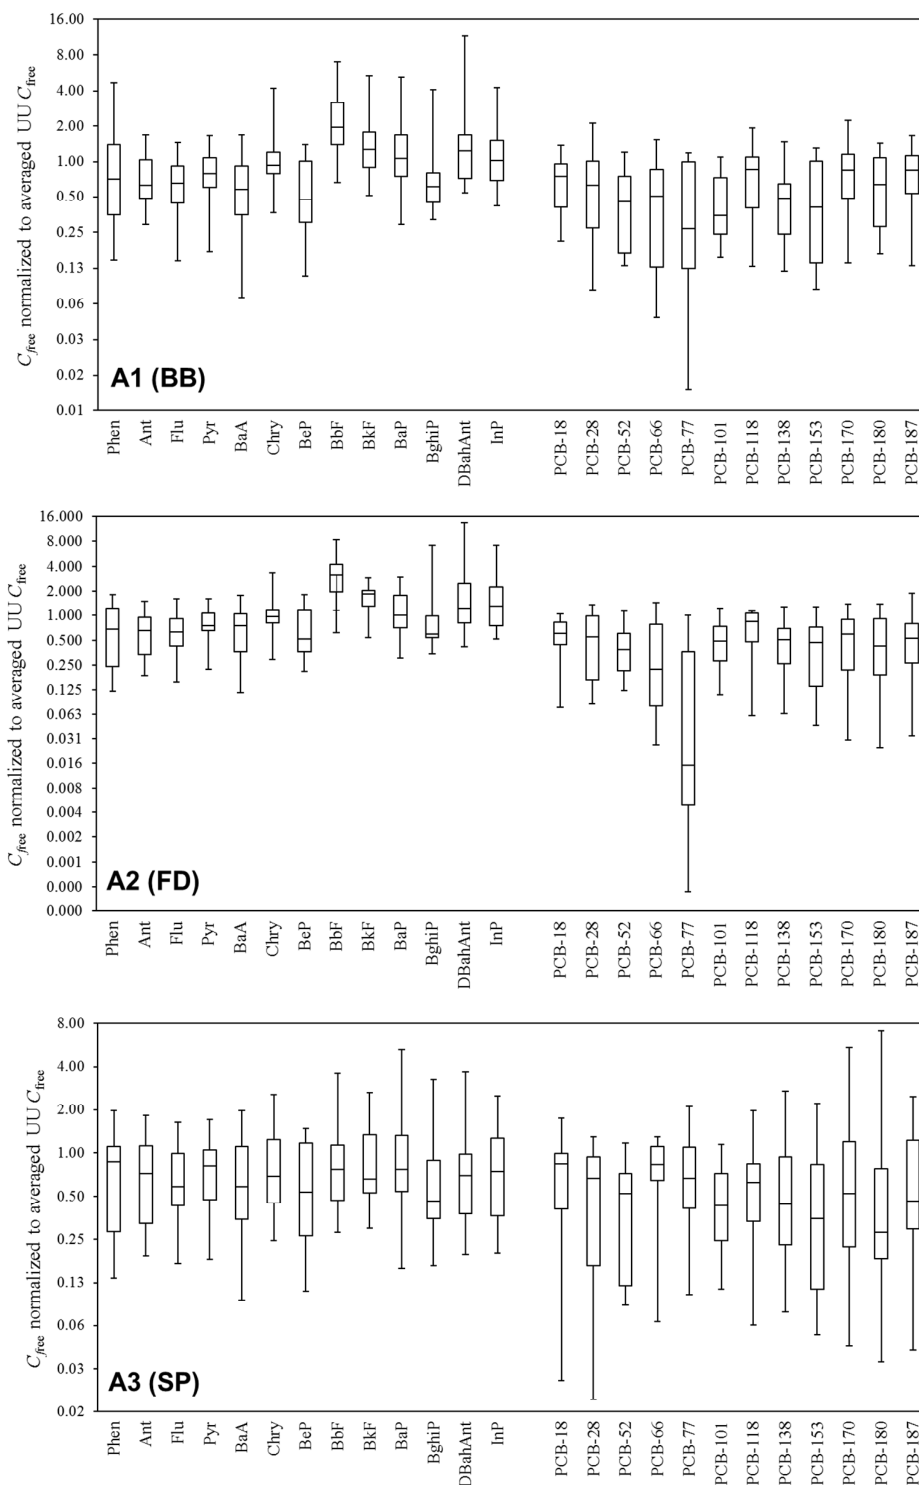 16.00
8.00
4.00
2.00
1.00
0.50
0.25
0.13
0.06
0.03
0.02
0.01
Cfree normalized to averaged UU Cfree
A1 (BB)
Phen
Ant
Flu
Pyr
BaA
Chry
BeP
BbF
BkF
BaP
BghiP
DBahAnt
InP
PCB-18
PCB-28
PCB-52
PCB-66
PCB-77
PCB-101
PCB-118
PCB-138
PCB-153
PCB-170
PCB-180
PCB-187
16.000
8.000
4.000
2.000
1.000
0.500
0.250
0.125
0.063
0.031
0.016
0.008
0.004
0.002
0.001
0.000
0.000
Cfree normalized to averaged UU Cfree
A2 (FD)
Phen
Ant
Flu
Pyr
BaA
Chry
BeP
BbF
BkF
BaP
BghiP
DBahAnt
InP
PCB-18
PCB-28
PCB-52
PCB-66
PCB-77
PCB-101
PCB-118
PCB-138
PCB-153
PCB-170
PCB-180
PCB-187
8.00
4.00
2.00
1.00
0.50
0.25
0.13
0.06
0.03
0.02
Cfree normalized to averaged UU Cfree
A3 (SP)
Phen
Ant
Flu
Pyr
BaA
Chry
BeP
BbF
BkF
BaP
BghiP
DBahAnt
InP
PCB-18
PCB-28
PCB-52
PCB-66
PCB-77
PCB-101
PCB-118
PCB-138
PCB-153
PCB-170
PCB-180
PCB-187